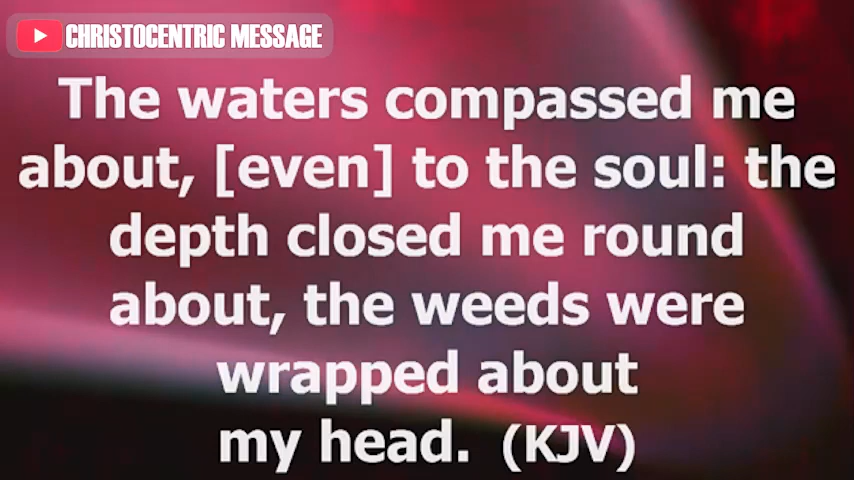 CHRISTOCENTRIC MESSAGE
The waters compassed me
about, [even] to the soul: the
depth closed me round
about, the weeds were
wrapped about
my head. (KJV)